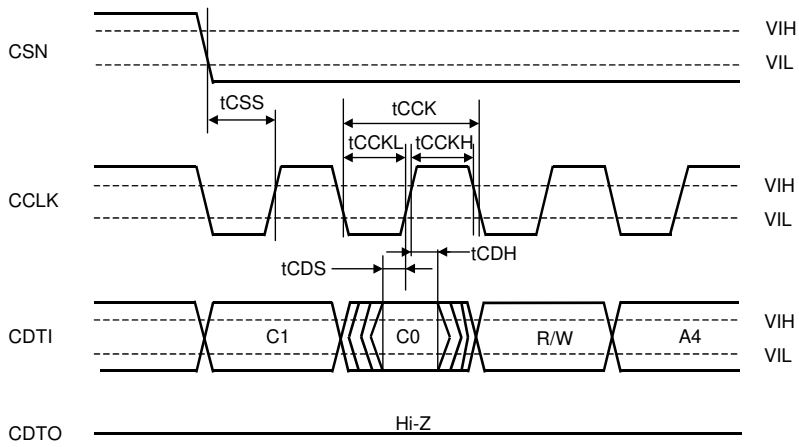 CSN
VIH
VIL
tCSS
tCCK
tCCKL
tCCKH
CCLK
VIH
VIL
tCDS
tCDH
CDTI
C1
C0
R/W
A4
VIH
VIL
CDTO
Hi-Z